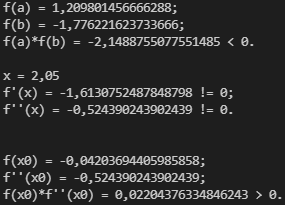 f(a) = 1,209801456666288;
f(b) = -1,776221623733666;
f(a)*f(b) = -2,1488755077551485 < 0.
x = 2,05
f'(x) = -1,6130752487848798 != 0;
f''(x) = -0,524390243902439 != 0.
f(x0) = -0,04203694405985858;
f''(x0) = -0,524390243902439;
f(x0)*f''(x0) = 0,02204376334846243 > 0.